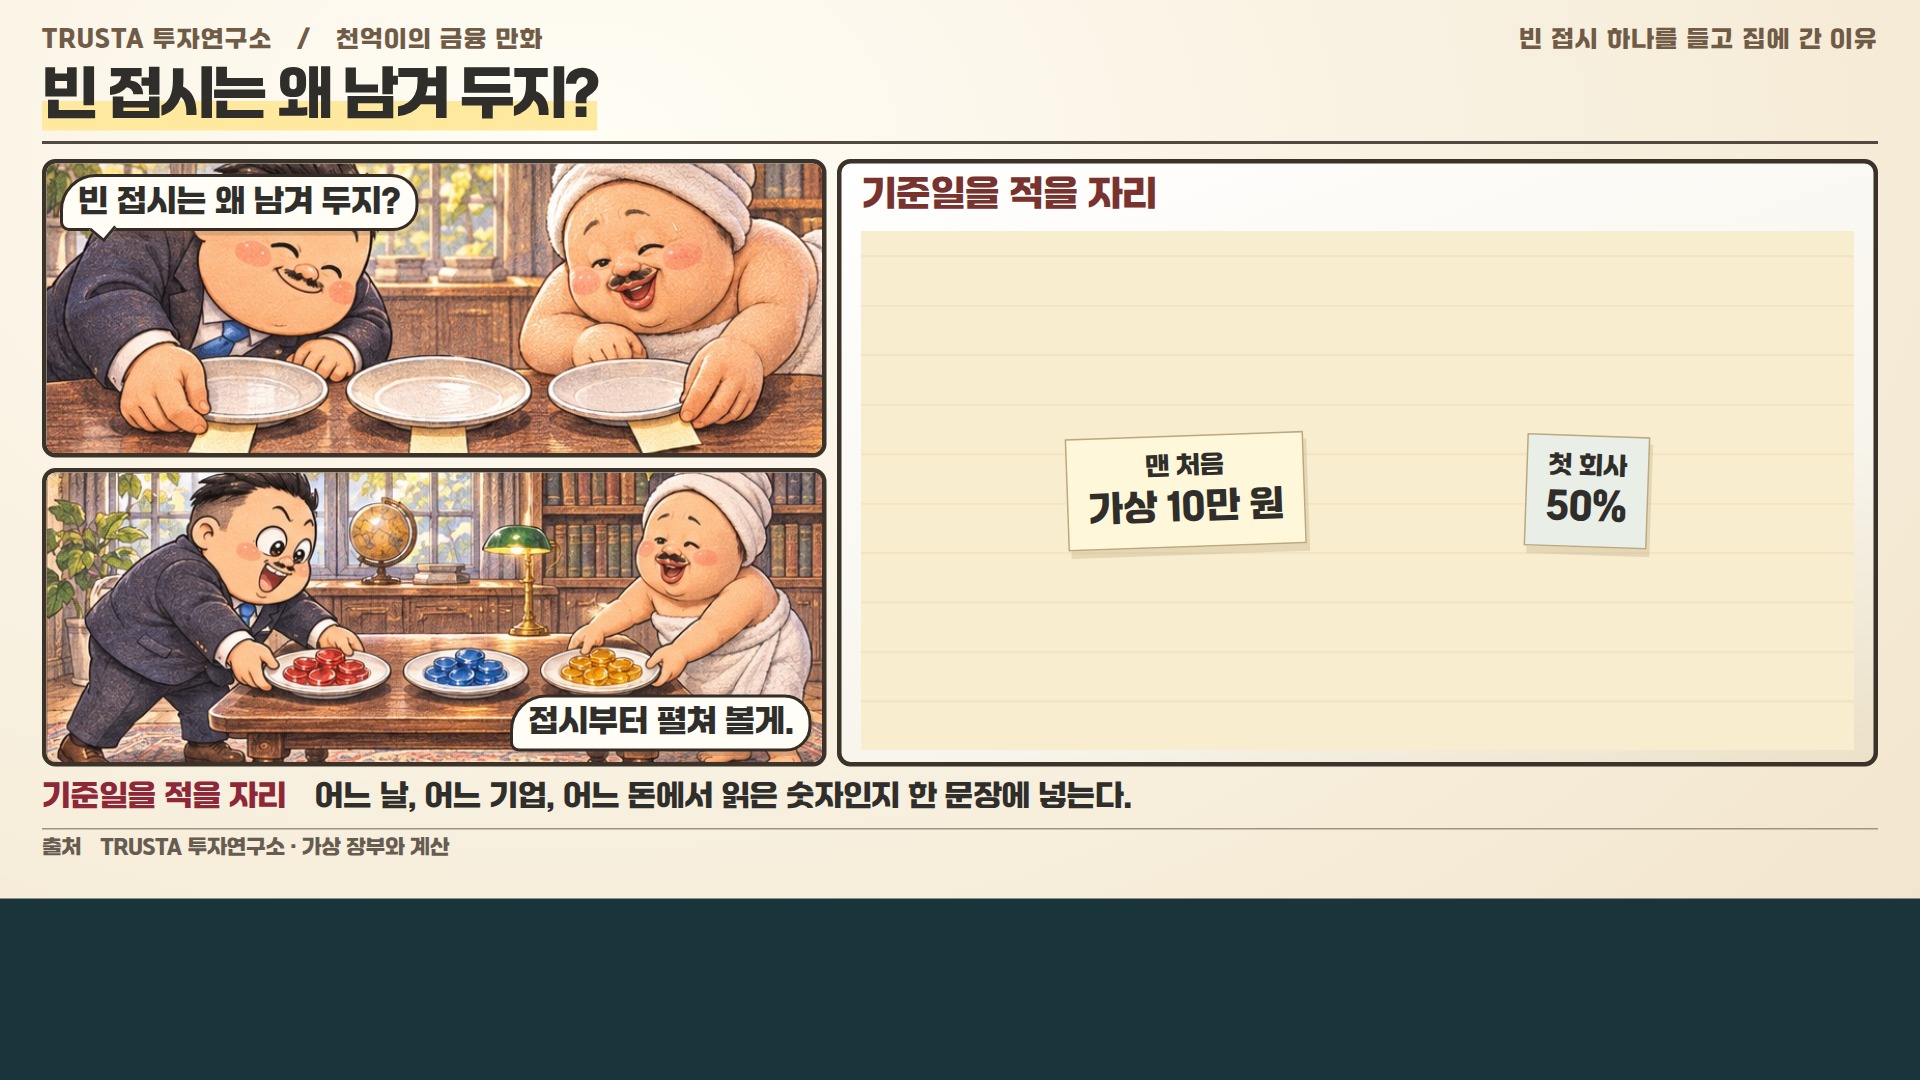 TRUSTA 투자연구소 / 천억이의 금융 만화
빈 접시 하나를 들고 집에 간 이유
빈 접시는 왜 남겨 두지?
빈 접시는 왜 남겨 두지?
접시부터 펼쳐 볼게.
기준일을 적을 자리
맨 처음
가상 10만 원
첫 회사
50%
기준일을 적을 자리 어느 날, 어느 기업, 어느 돈에서 읽은 숫자인지 한 문장에 넣는다.
출처 TRUSTA 투자연구소 · 가상 장부와 계산